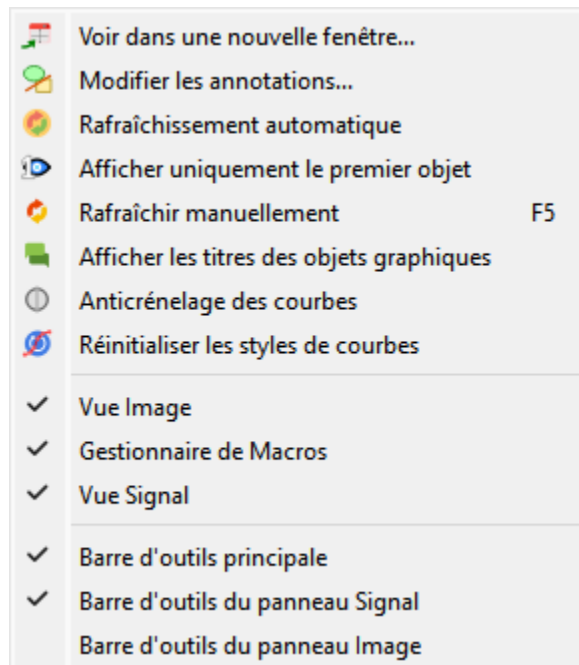 Voir dans une nouvelle fenêtre...
Modifier les annotations...
Rafraîchissement automatique
Afficher uniquement le premier objet
Rafraîchir manuellement F5
Afficher les titres des objets graphiques
Anticrénelage des courbes
Réinitialiser les styles de courbes
Vue Image
Gestionnaire de Macros
Vue Signal
Barre d'outils principale
Barre d'outils du panneau Signal
Barre d'outils du panneau Image